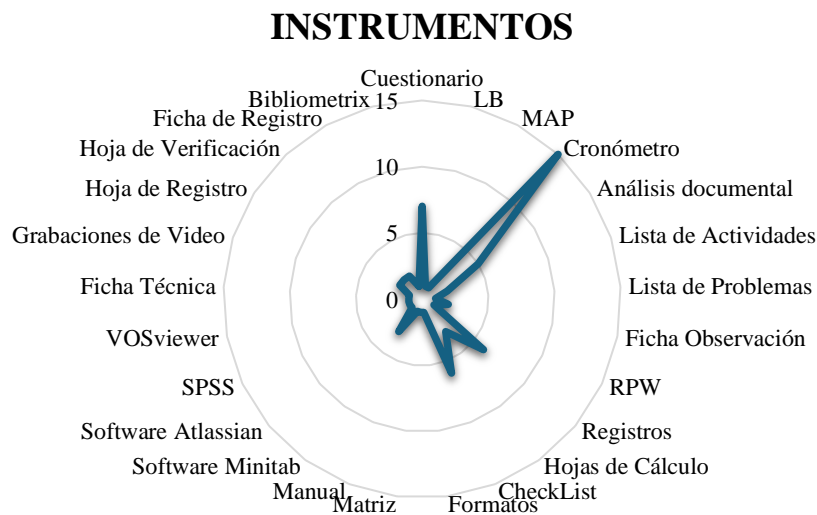 INSTRUMENTOS
Cuestionario
LB
MAP
Cronómetro
Análisis documental
Lista de Actividades
Lista de Problemas
Ficha Observación
RPW
Registros
Hojas de Cálculo
CheckList
Formatos
Matriz
Manual
Software Minitab
Software Atlassian
SPSS
VOSviewer
Ficha Técnica
Grabaciones de Video
Hoja de Registro
Hoja de Verificación
Ficha de Registro
Bibliometrix
15
10
5
0